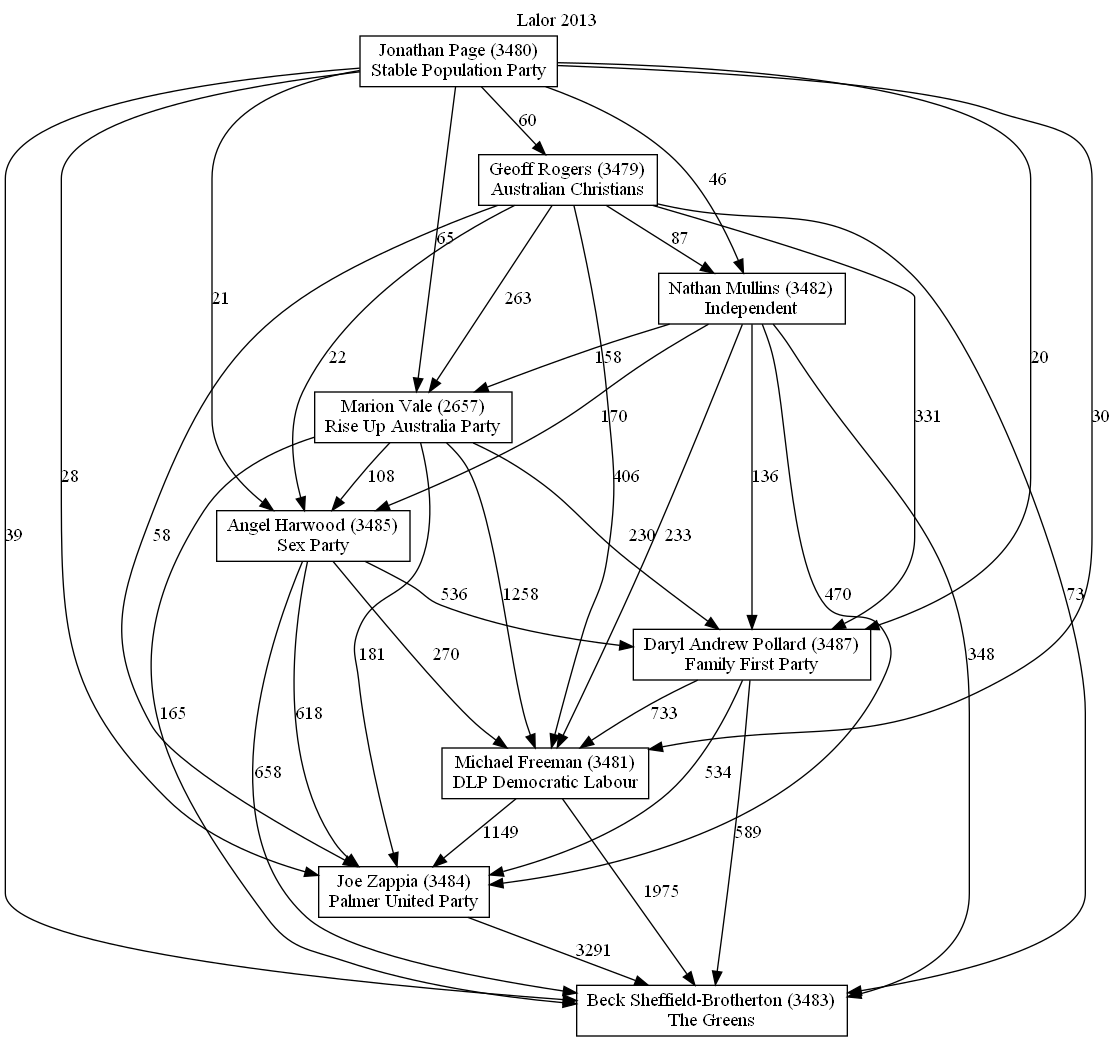 Lalor 2013
Jonathan Page (3480)
Stable Population Party
60
Geoff Rogers (3479)
Australian Christians
46
65
87
21
263
Nathan Mullins (3482)
Independent
22
158
20
Marion Vale (2657)
Rise Up Australia Party
170
331
30
28
108
406
136
Angel Harwood (3485)
Sex Party
39
58
230
233
536
1258
470
73
Daryl Andrew Pollard (3487)
Family First Party
181
270
348
165
618
733
Michael Freeman (3481)
DLP Democratic Labour
658
534
1149
589
Joe Zappia (3484)
Palmer United Party
1975
3291
Beck Sheffield-Brotherton (3483)
The Greens